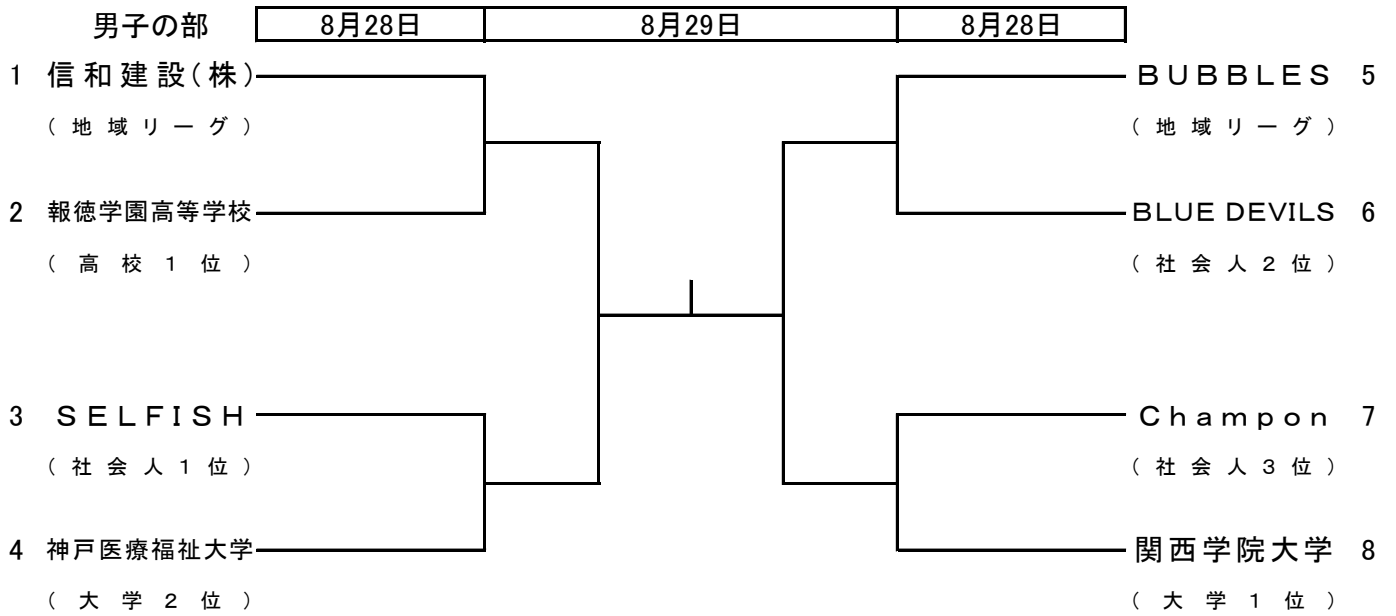 男子の部 8月28日 8月29日 8月28日
1 信和建設(株) BUBBLES 5
(地域リーグ) (地域リーグ)
2 報徳学園高等学校 BLUE DEVILS 6
(高校1位) (社会人2位)
3 SELFISH Champon 7
(社会人1位) (社会人3位)
4 神戸医療福祉大学 関西学院大学 8
(大学2位) (大学1位)